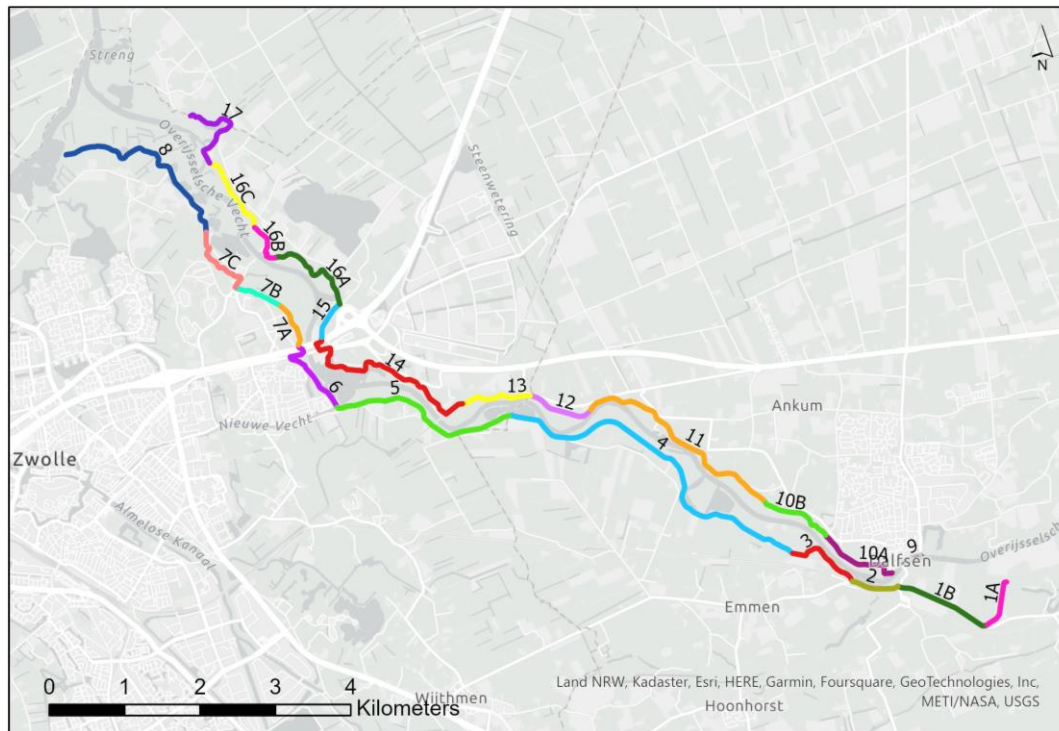 Streng
N
17
8
Overijsselsche Vecht
Steenwetering
16C
16B
16A
7C
7B
15
7A
14
13
6
5
12
Ankum
Nieuwe Vecht
4
11
Zwolle
10B
Almelose Kanaal
3
9
10A
Dalfsen
Overijssels
2
1B
1A
Emmen
0 1 2 3 4
Kilometers
Wijthmen
Hoonhorst
Land NRW, Kadaster, Esri, HERE, Garmin, Foursquare, GeoTechnologies, Inc,
METI/NASA, USGS